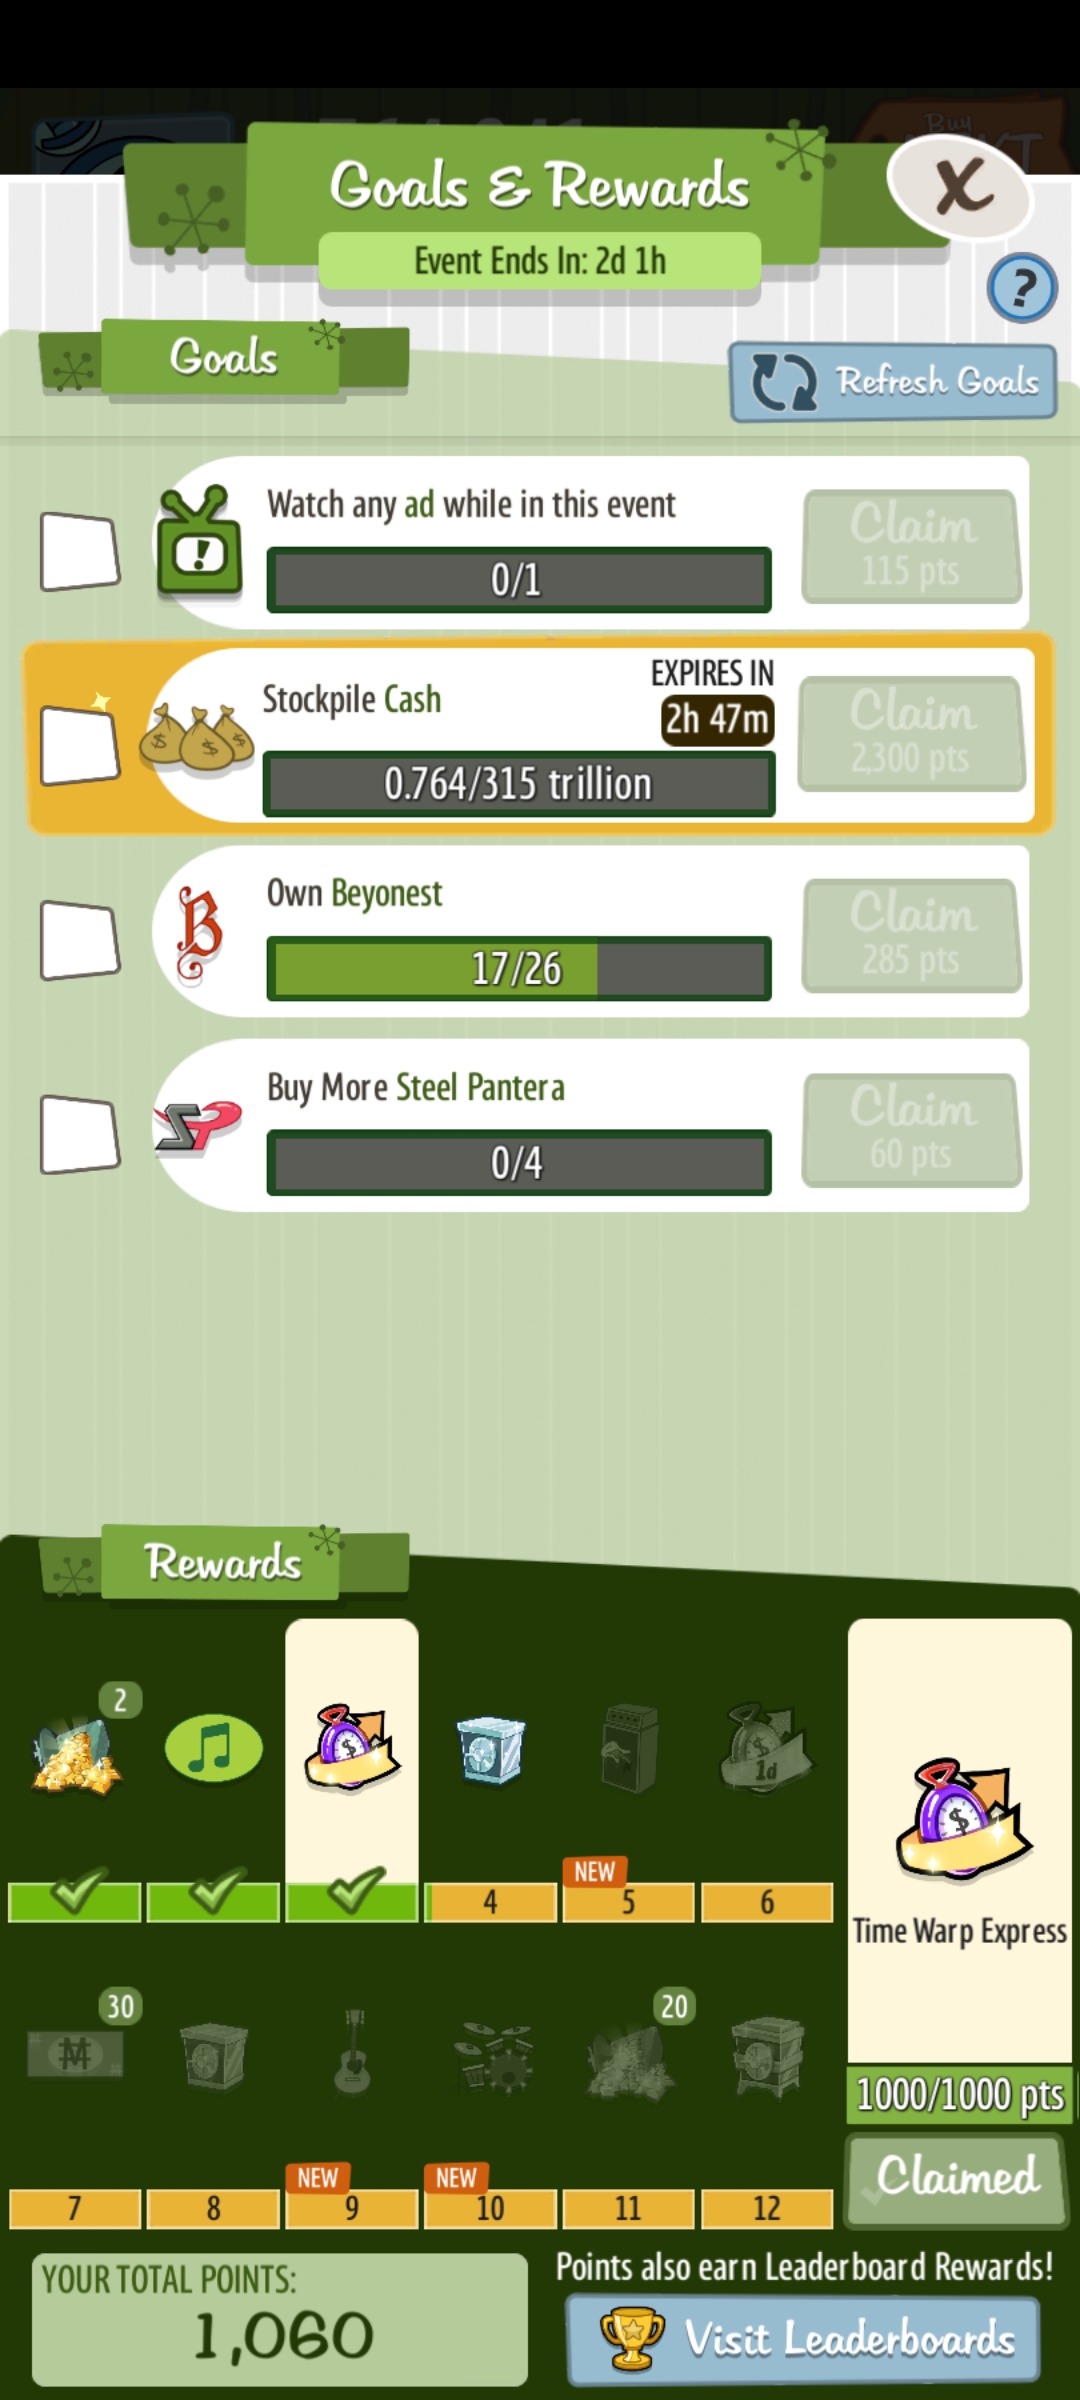 Buy
Goals & Rewards
X
Event Ends In: 2d 1h
?
Goals
Refresh Goals
Watch any ad while in this event
0/1
Claim
115 pts
Stockpile Cash
EXPIRES IN
2h 47m
0.764/315 trillion
Claim
2,300 pts
Own Beyonest
17/26
Claim
285 pts
Buy More Steel Pantera
0/4
Claim
60 pts
Rewards
2
1d
4
NEW
5
6
Time Warp Express
30
20
1000/1000 pts
NEW
NEW
7
8
9
10
11
12
Claimed
YOUR TOTAL POINTS:
1,060
Points also earn Leaderboard Rewards!
Visit Leaderboards